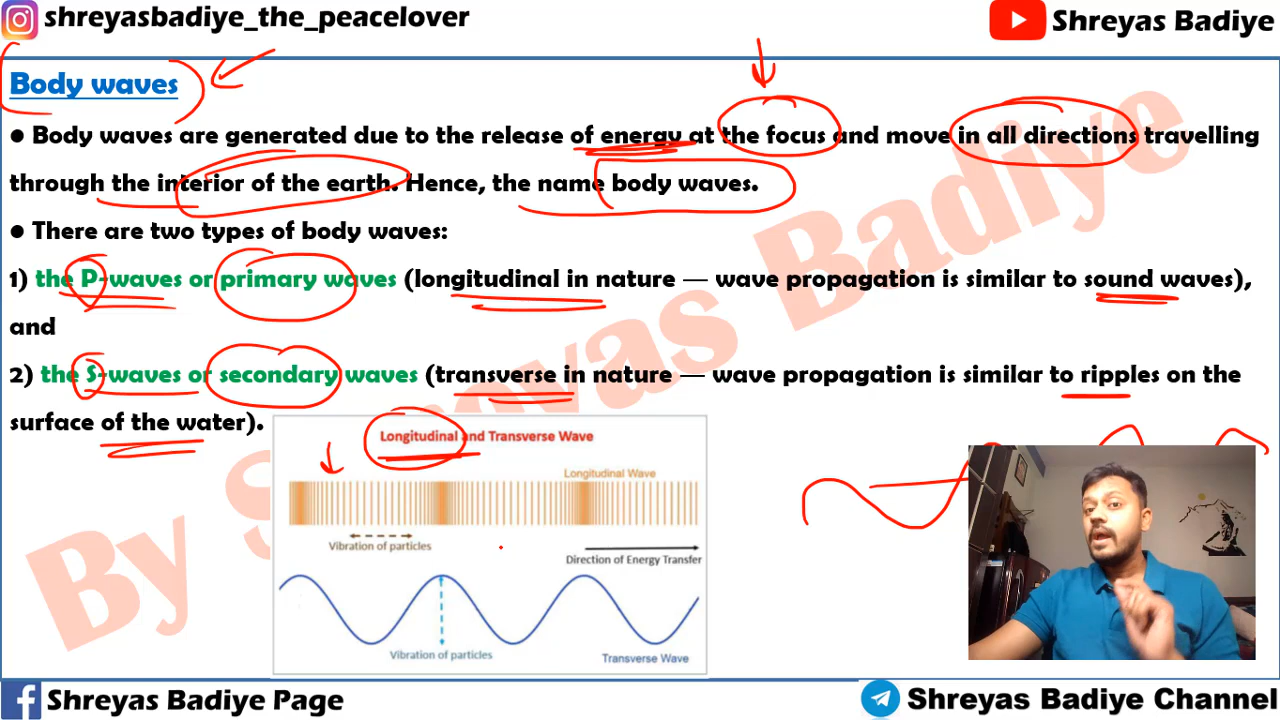 shreyasbadiye_the_peacelover
Shreyas Badiye
Body waves
● Body waves are generated due to the release of energy at the focus and move in all directions travelling
through the interior of the earth. Hence, the name body waves.
● There are two types of body waves:
1) the P-waves or primary waves (longitudinal in nature — wave propagation is similar to sound waves),
and
2) the S-waves or secondary waves (transverse in nature — wave propagation is similar to ripples on the
surface of the water).
By Shreyas Badiye
Longitudinal and Transverse Wave
Longitudinal Wave
Vibration of particles
Direction of Energy Transfer
Vibration of particles
Transverse Wave
Shreyas Badiye Page
Shreyas Badiye Channel